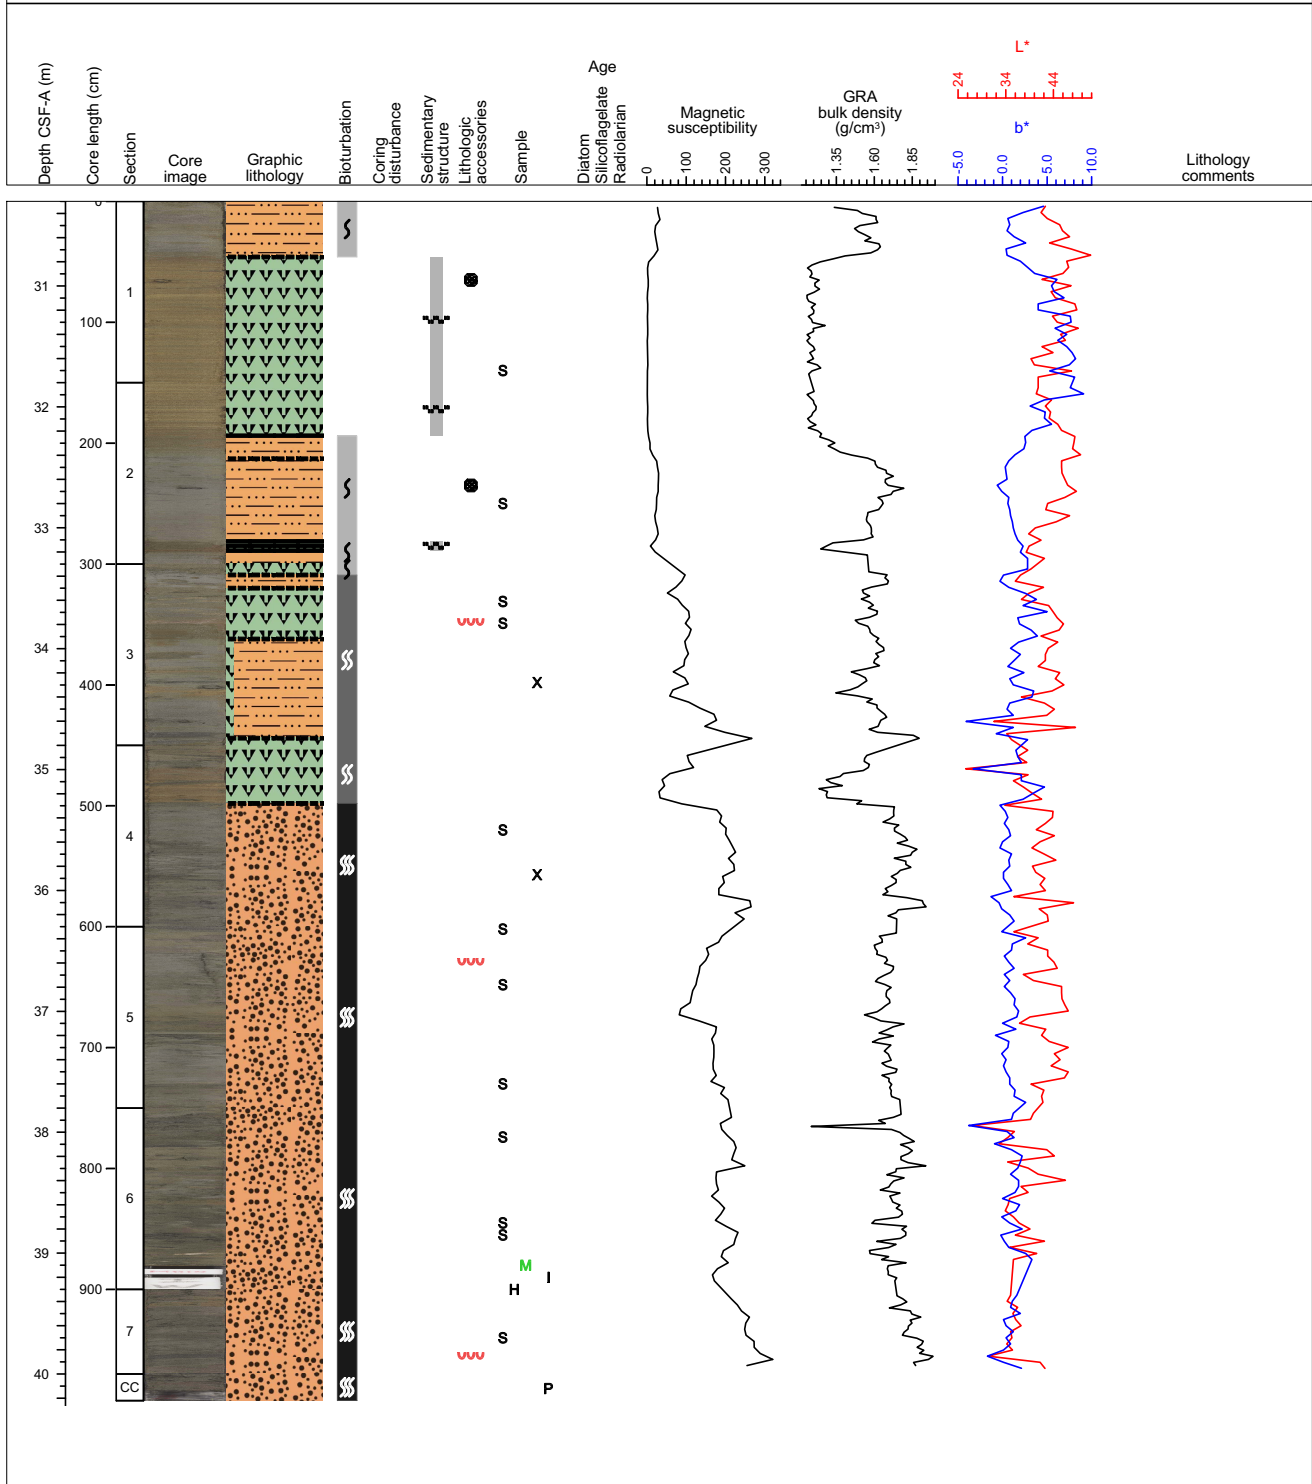 Depth CSF-A (m)
Core length (cm)
Section
Core
image
Graphic
lithology
Bioturbation
Coring
disturbance
Sedimentary
structure
Lithologic
accessories
Sample
Age
Diatom
Silicoflagelate
Radiolarian
Magnetic
susceptibility
0 100 200 300
GRA
bulk density
(g/cm³)
1.35 1.60 1.85
L*
24 34 44
b*
-5.0 0.0 5.0 10.0
Lithology
comments
0
31
1
100
S
32
200
2
S
33
300
S
S
34
3
X
400
35
500
4
S
X
36
600
S
S
37
5
700
S
38
S
800
6
S
S
39
M
I
H
900
7
S
40
CC
P